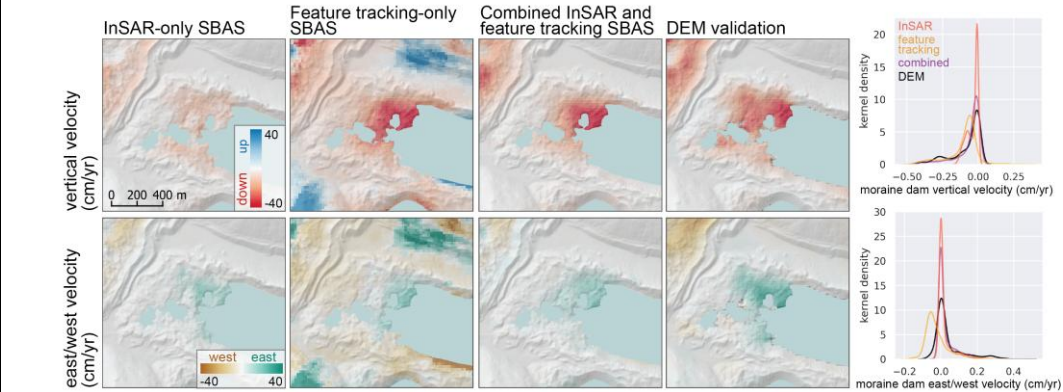 InSAR-only SBAS
Feature tracking-only
SBAS
Combined InSAR and
feature tracking SBAS
DEM validation
vertical velocity
(cm/yr)
up
down
40
-40
0 200 400 m
kernel density
20
15
10
5
0
InSAR
feature
tracking
combined
DEM
−0.50 −0.25 0.00 0.25
moraine dam vertical velocity (cm/yr)
east/west velocity
(cm/yr)
west east
-40 40
kernel density
30
25
20
15
10
5
0
−0.2 0.0 0.2 0.4
moraine dam east/west velocity (cm/yr)